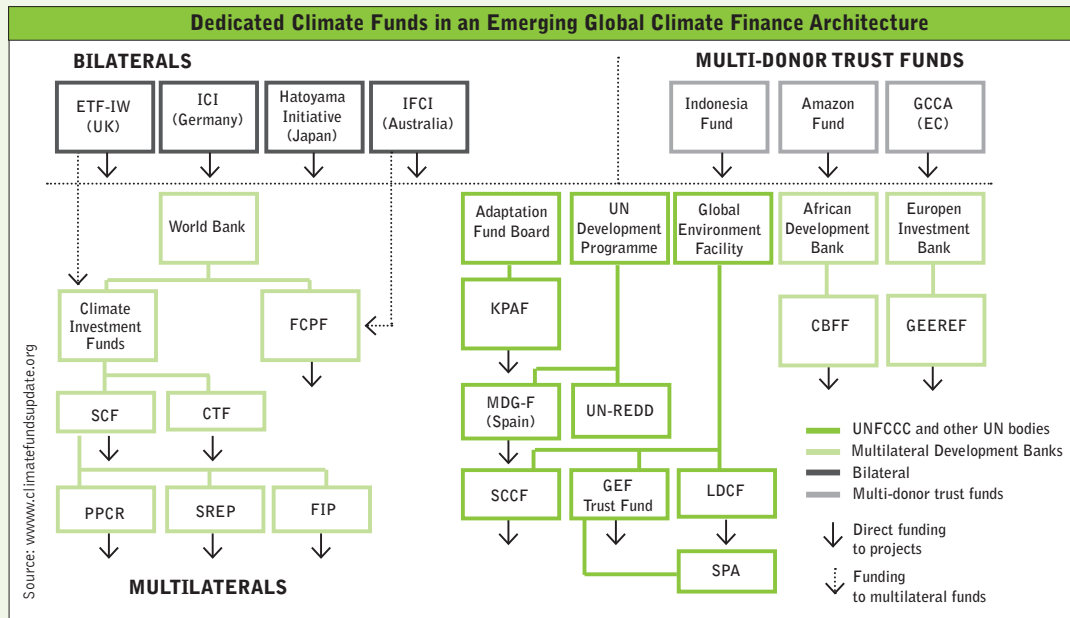 Dedicated Climate Funds in an Emerging Global Climate Finance Architecture
BILATERALS
MULTI-DONOR TRUST FUNDS
ETF-IW
(UK)
ICI
(Germany)
Hatoyama
Initiative
(Japan)
IFCI
(Australia)
Indonesia
Fund
Amazon
Fund
GCCA
(EC)
World Bank
Adaptation
Fund Board
UN
Development
Programme
Global
Environment
Facility
African
Development
Bank
Europen
Investment
Bank
Climate
Investment
Funds
FCPF
KPAF
CBFF
GEEREF
SCF
CTF
MDG-F
(Spain)
UN-REDD
PPCR
SREP
FIP
SCCF
GEF
Trust Fund
LDCF
SPA
MULTILATERALS
UNFCCC and other UN bodies
Multilateral Development Banks
Bilateral
Multi-donor trust funds
Direct funding
to projects
Funding
to multilateral funds
Source: www.climatefundsupdate.org